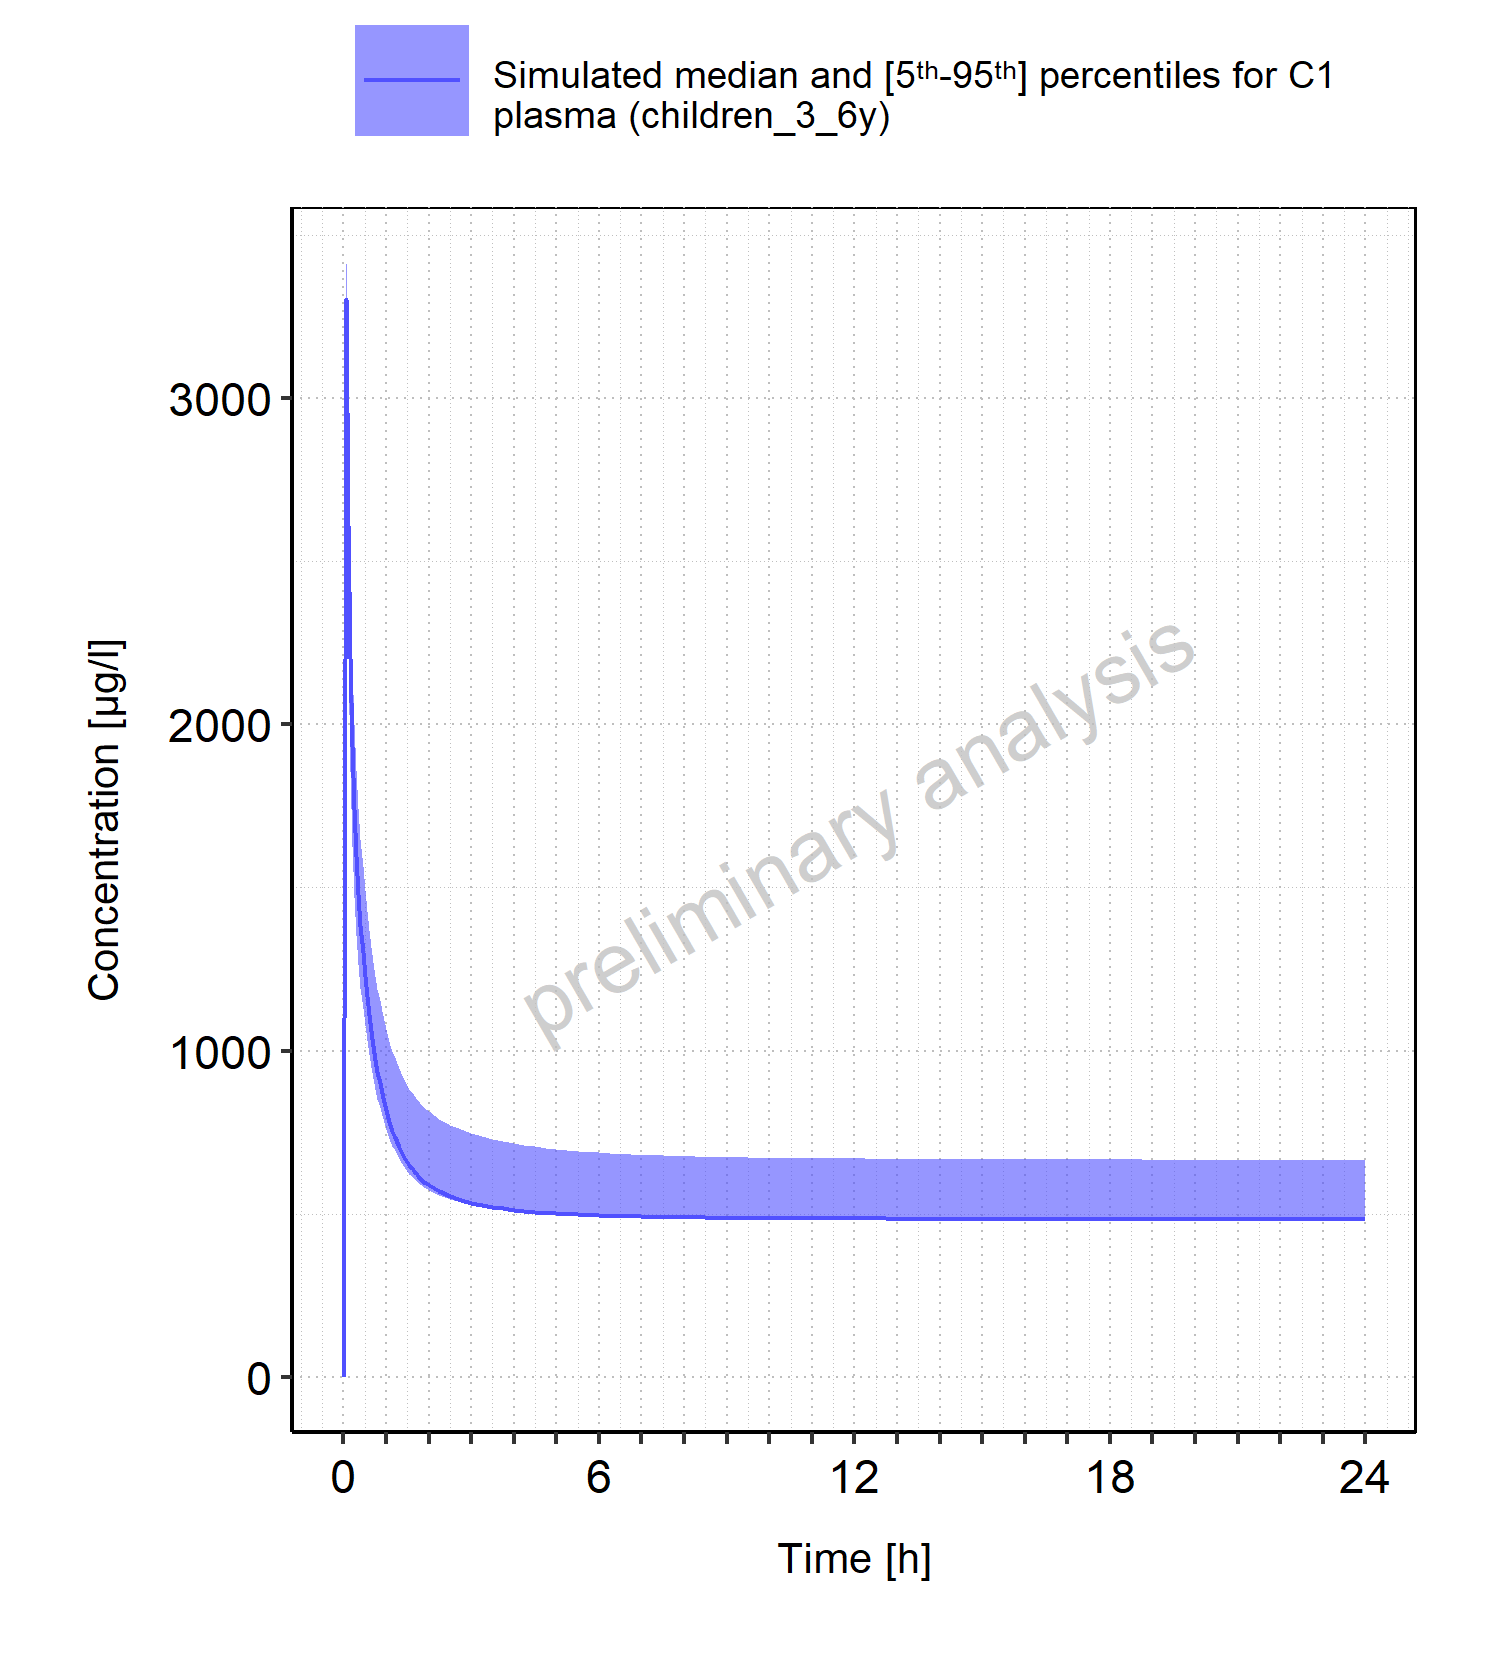 Simulated median and [5th-95th] percentiles for C1
plasma (children_3_6y)
3000
2000
1000
0
Concentration [µg/l]
preliminary analysis
0 6 12 18 24
Time [h]